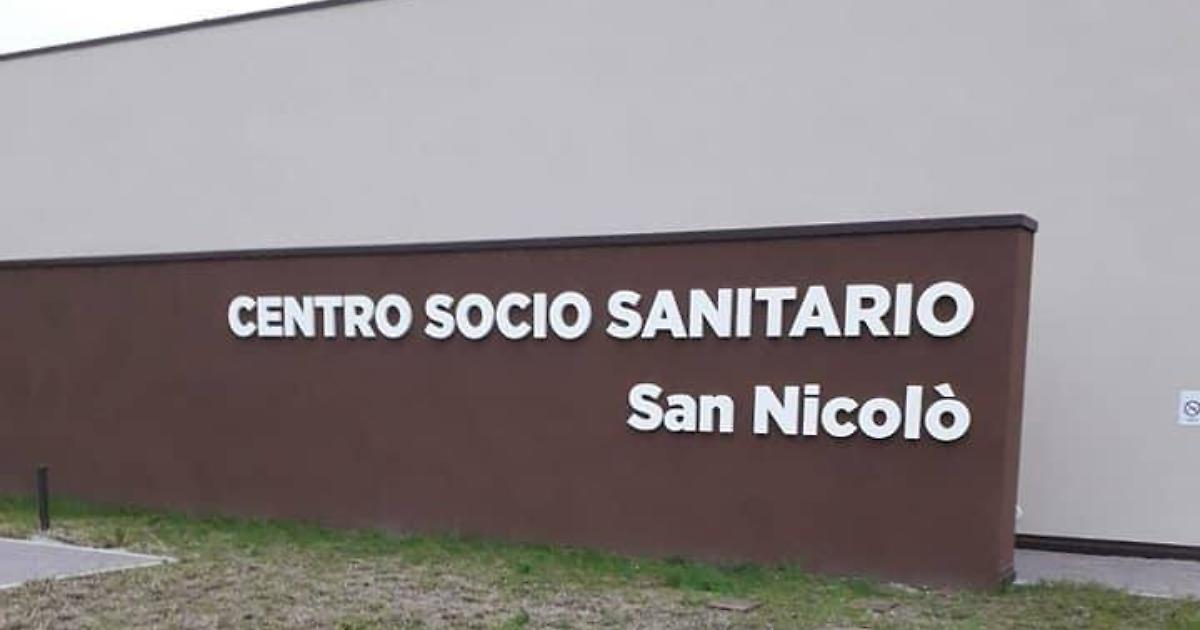 CENTRO SOCIO SANITARIO
San Nicolò